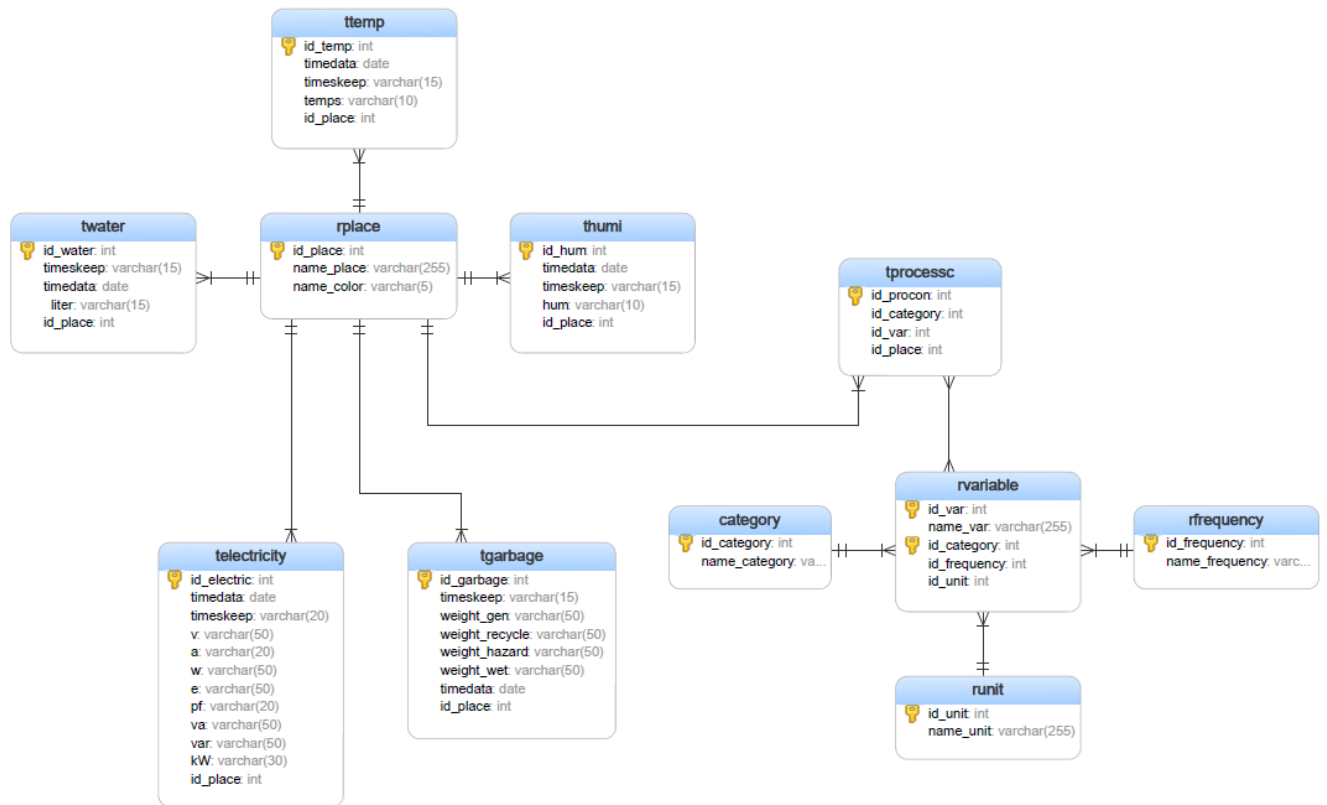 ttemp
id_temp: int
timedata: date
timeskeep: varchar(15)
temps: varchar(10)
id_place: int
twater
id_water: int
timeskeep: varchar(15)
timedata: date
liter: varchar(15)
id_place: int
rplace
id_place: int
name_place: varchar(255)
name_color: varchar(5)
thumi
id_hum: int
timedata: date
timeskeep: varchar(15)
hum: varchar(10)
id_place: int
tprocessc
id_procon: int
id_category: int
id_var: int
id_place: int
category
id_category: int
name_category: va...
rvariable
id_var: int
name_var: varchar(255)
id_category: int
id_frequency: int
id_unit: int
rfrequency
id_frequency: int
name_frequency: varc...
telectricity
id_electric: int
timedata: date
timeskeep: varchar(20)
v: varchar(50)
a: varchar(20)
w: varchar(50)
e: varchar(50)
pf: varchar(20)
va: varchar(50)
var: varchar(50)
kW: varchar(30)
id_place: int
tgarbage
id_garbage: int
timeskeep: varchar(15)
weight_gen: varchar(50)
weight_recycle: varchar(50)
weight_hazard: varchar(50)
weight_wet: varchar(50)
timedata: date
id_place: int
runit
id_unit: int
name_unit: varchar(255)